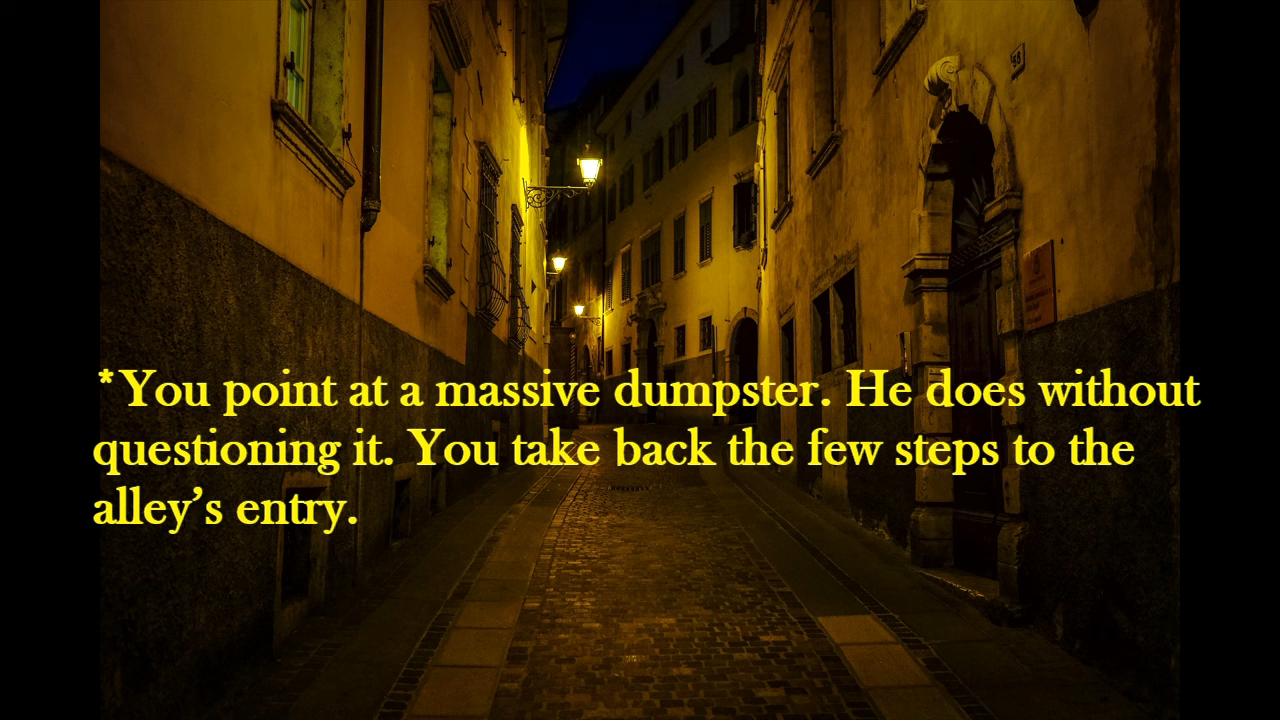 98
*You point at a massive dumpster. He does without
questioning it. You take back the few steps to the
alley’s entry.